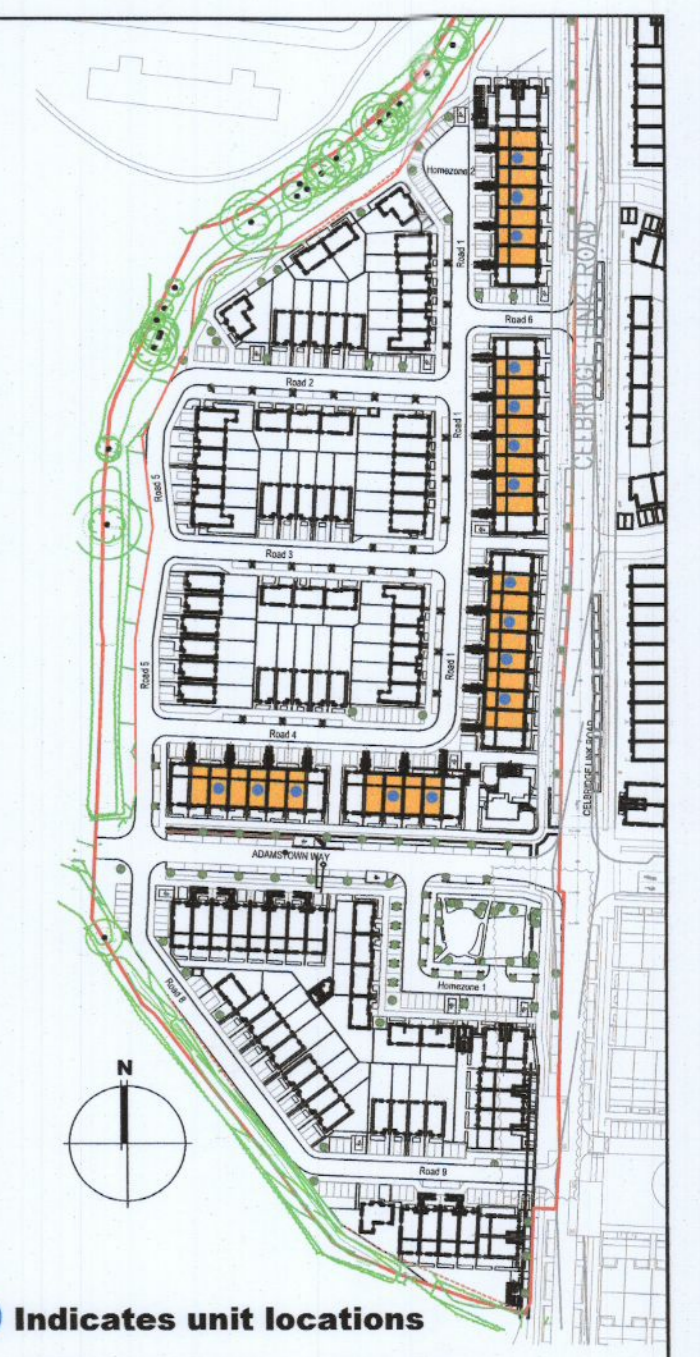 Homezone 2
Road 1
CELBRIDGE LINK ROAD
Road 6
Road 2
Road 1
Road 5
Road 3
Road 5
Road 1
Road 4
CELBRIDGE LINK ROAD
ADAMSTOWN WAY
Homezone 1
Road 8
N
Road 9
Indicates unit locations